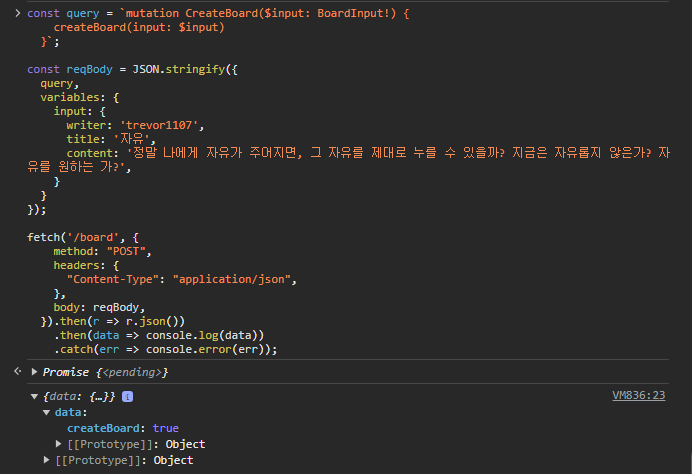 > const query = `mutation CreateBoard($input: BoardInput!) {
    createBoard(input: $input)
  }`;

const reqBody = JSON.stringify({
  query,
  variables: {
    input: {
      writer: 'trevor1107',
      title: '자유',
      content: '정말 나에게 자유가 주어지면, 그 자유를 제대로 누를 수 있을까? 지금은 자유롭지 않은가? 자
유를 원하는 가?',
    }
  }
});

fetch('/board', {
    method: "POST",
    headers: {
      "Content-Type": "application/json",
    },
    body: reqBody,
  }).then(r => r.json())
    .then(data => console.log(data))
    .catch(err => console.error(err));
<· ▶ Promise {<pending>}
▼ {data: {…}} i VM836:23
  ▼ data:
      createBoard: true
    ▶ [[Prototype]]: Object
  ▶ [[Prototype]]: Object